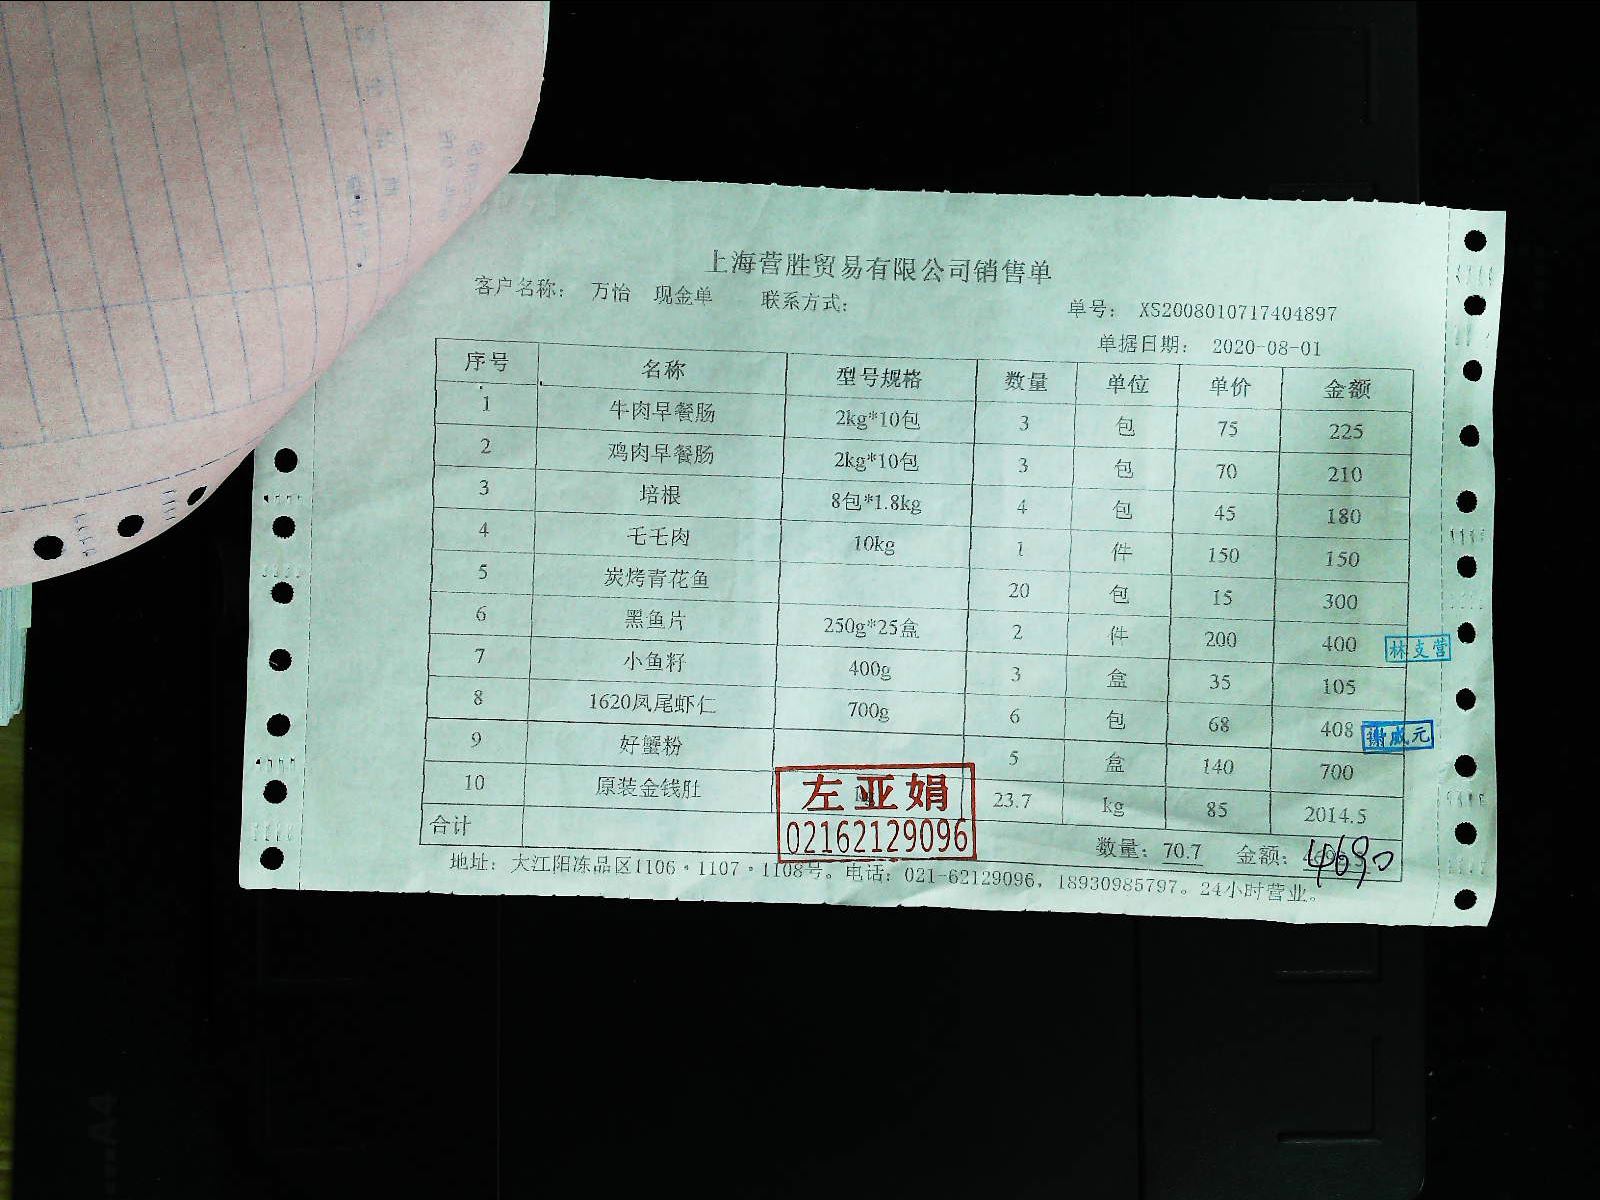 上海营胜贸易有限公司销售单
客户名称： 万怡 现金单 联系方式：
单号： XS2008010717404897
单据日期： 2020-08-01
序号 名称 型号规格 数量 单位 单价 金额
1 牛肉早餐肠 2kg*10包 3 包 75 225
2 鸡肉早餐肠 2kg*10包 3 包 70 210
3 培根 8包*1.8kg 4 包 45 180
4 毛毛肉 10kg 1 件 150 150
5 炭烤青花鱼 20 包 15 300
6 黑鱼片 250g*25盒 2 件 200 400
7 小鱼籽 400g 3 盒 35 105
8 1620凤尾虾仁 700g 6 包 68 408
9 好蟹粉 5 盒 140 700
10 原装金钱肚 23.7 kg 85 2014.5
合计 数量：70.7 金额： 4690
地址：大江阳冻品区1106·1107·1108号。电话：021-62129096，18930985797。24小时营业。
左亚娟
02162129096
林支营
A4